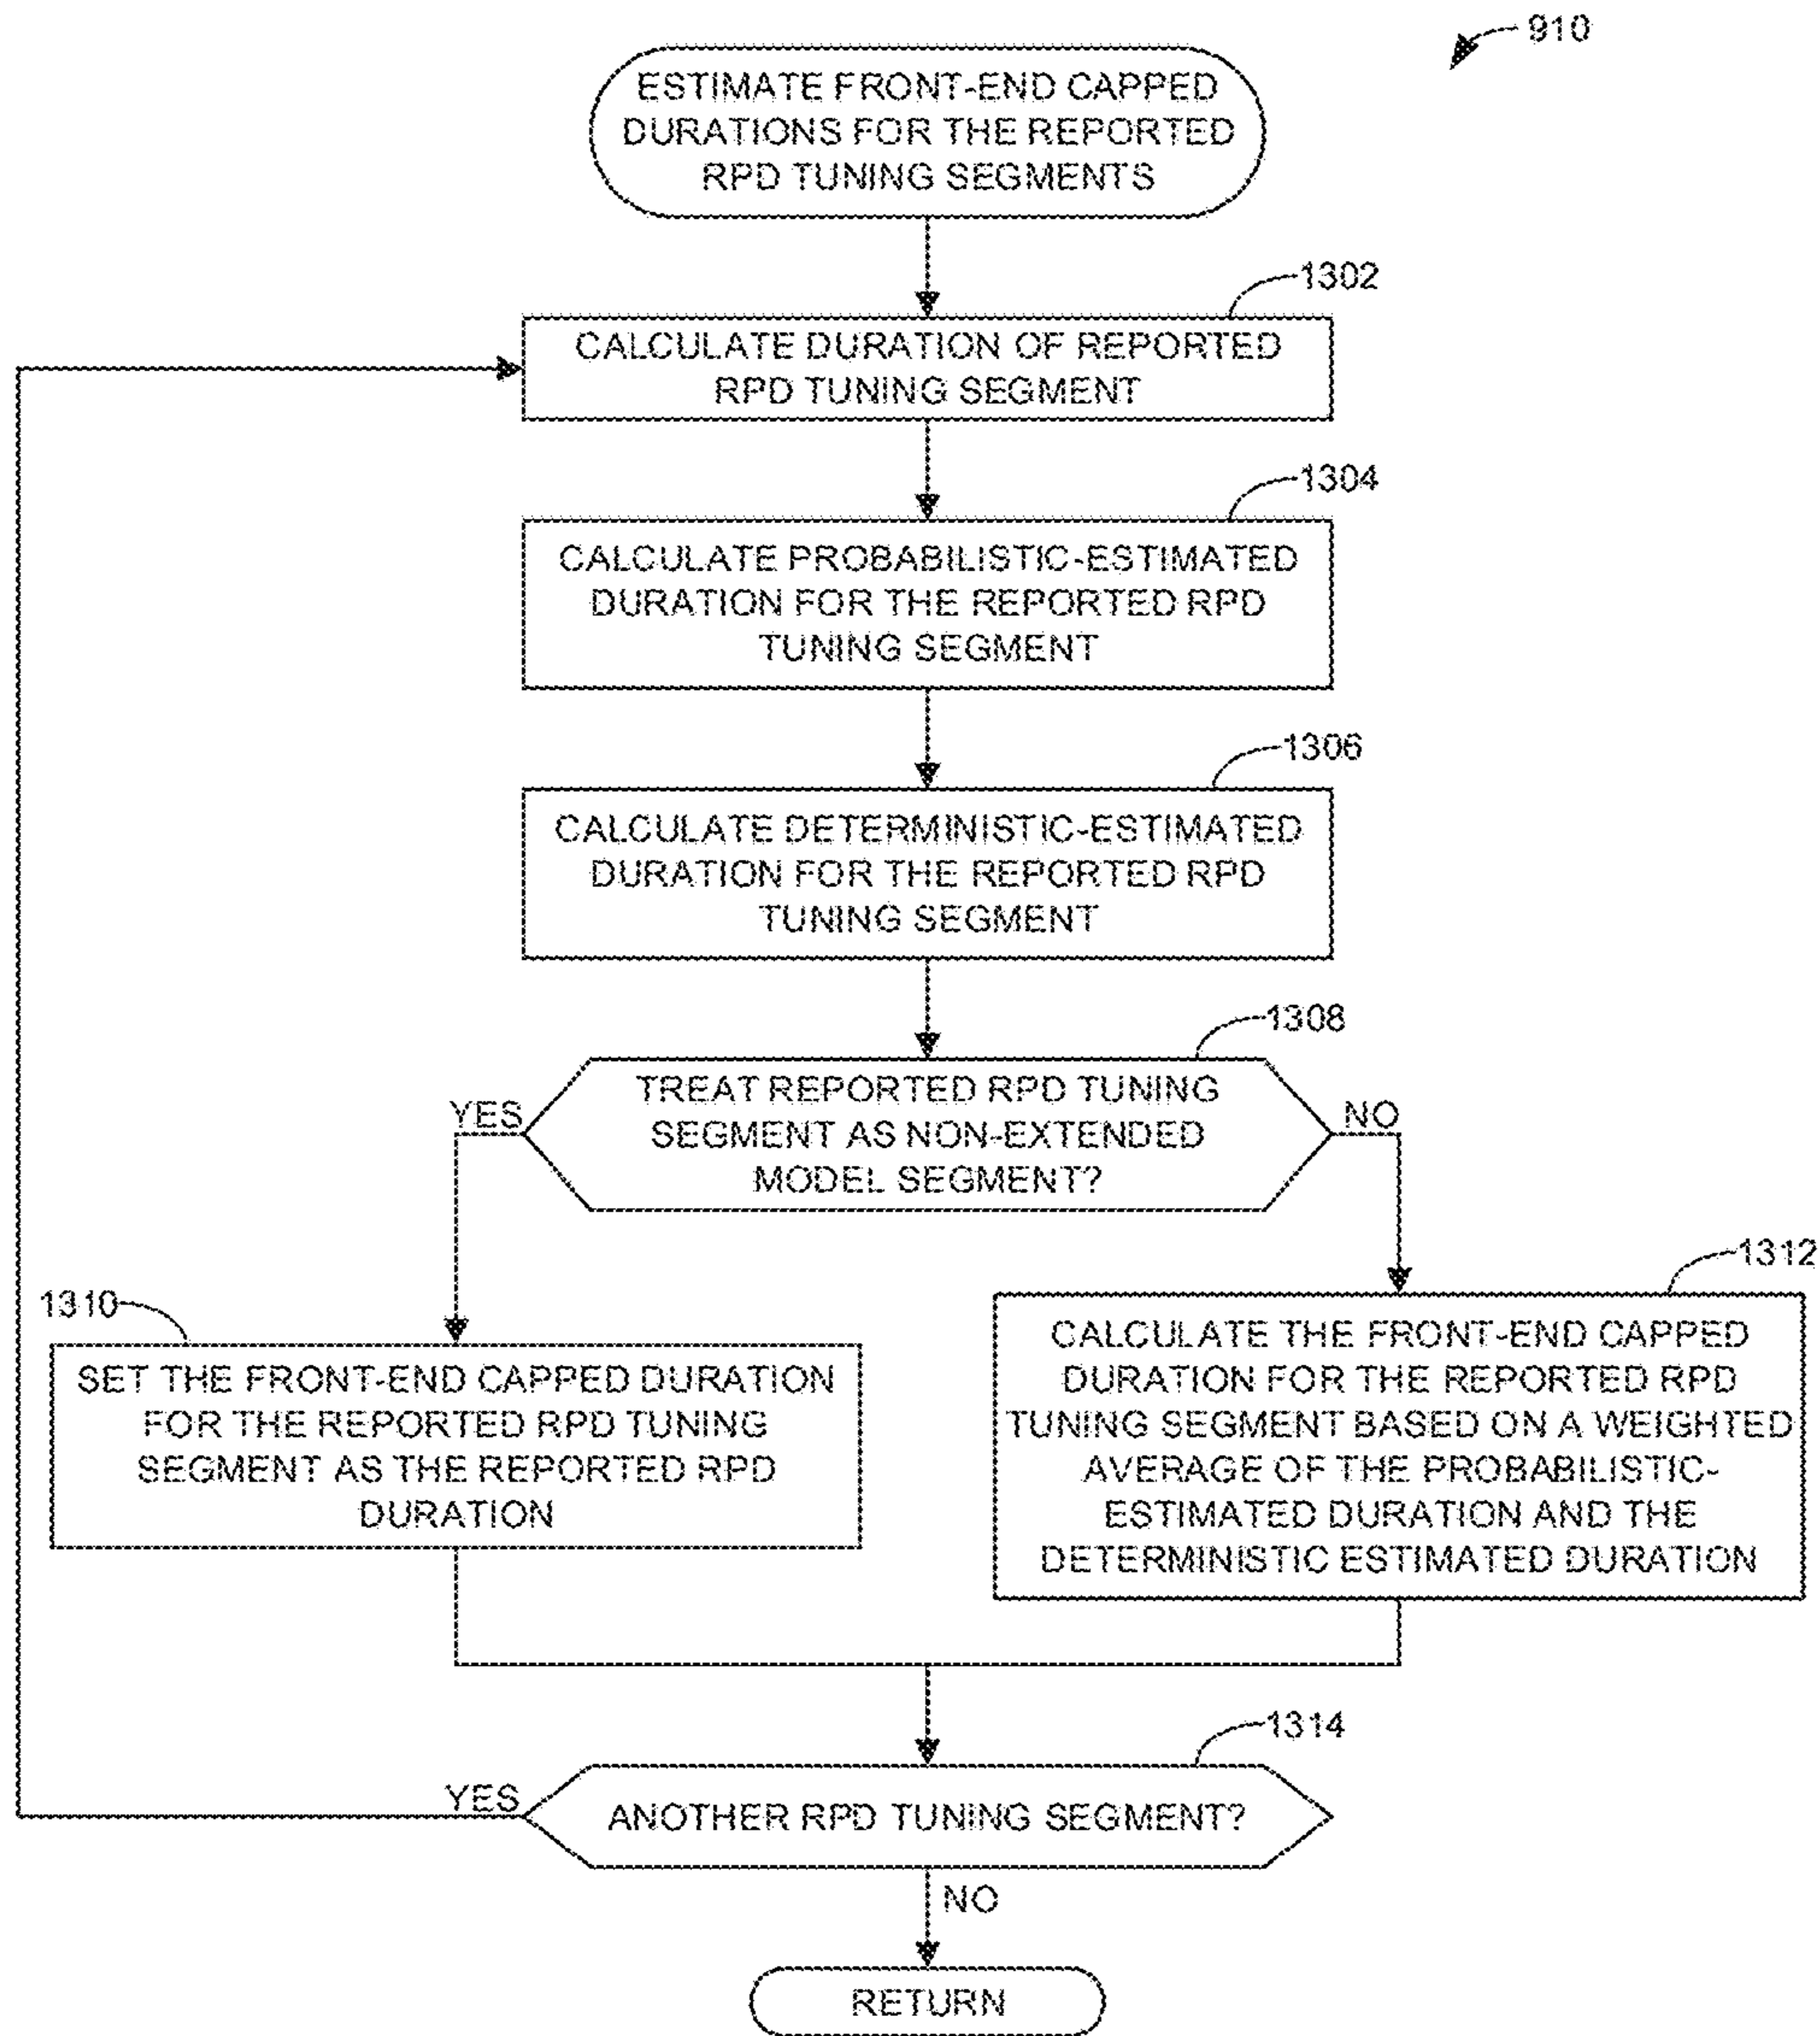 910
ESTIMATE FRONT-END CAPPED
DURATIONS FOR THE REPORTED
RPD TUNING SEGMENTS
1302
CALCULATE DURATION OF REPORTED
RPD TUNING SEGMENT
1304
CALCULATE PROBABILISTIC-ESTIMATED
DURATION FOR THE REPORTED RPD
TUNING SEGMENT
1306
CALCULATE DETERMINISTIC-ESTIMATED
DURATION FOR THE REPORTED RPD
TUNING SEGMENT
1308
TREAT REPORTED RPD TUNING
SEGMENT AS NON-EXTENDED
MODEL SEGMENT?
YES
NO
1310
SET THE FRONT-END CAPPED DURATION
FOR THE REPORTED RPD TUNING
SEGMENT AS THE REPORTED RPD
DURATION
1312
CALCULATE THE FRONT-END CAPPED
DURATION FOR THE REPORTED RPD
TUNING SEGMENT BASED ON A WEIGHTED
AVERAGE OF THE PROBABILISTIC-
ESTIMATED DURATION AND THE
DETERMINISTIC ESTIMATED DURATION
1314
YES
ANOTHER RPD TUNING SEGMENT?
NO
RETURN